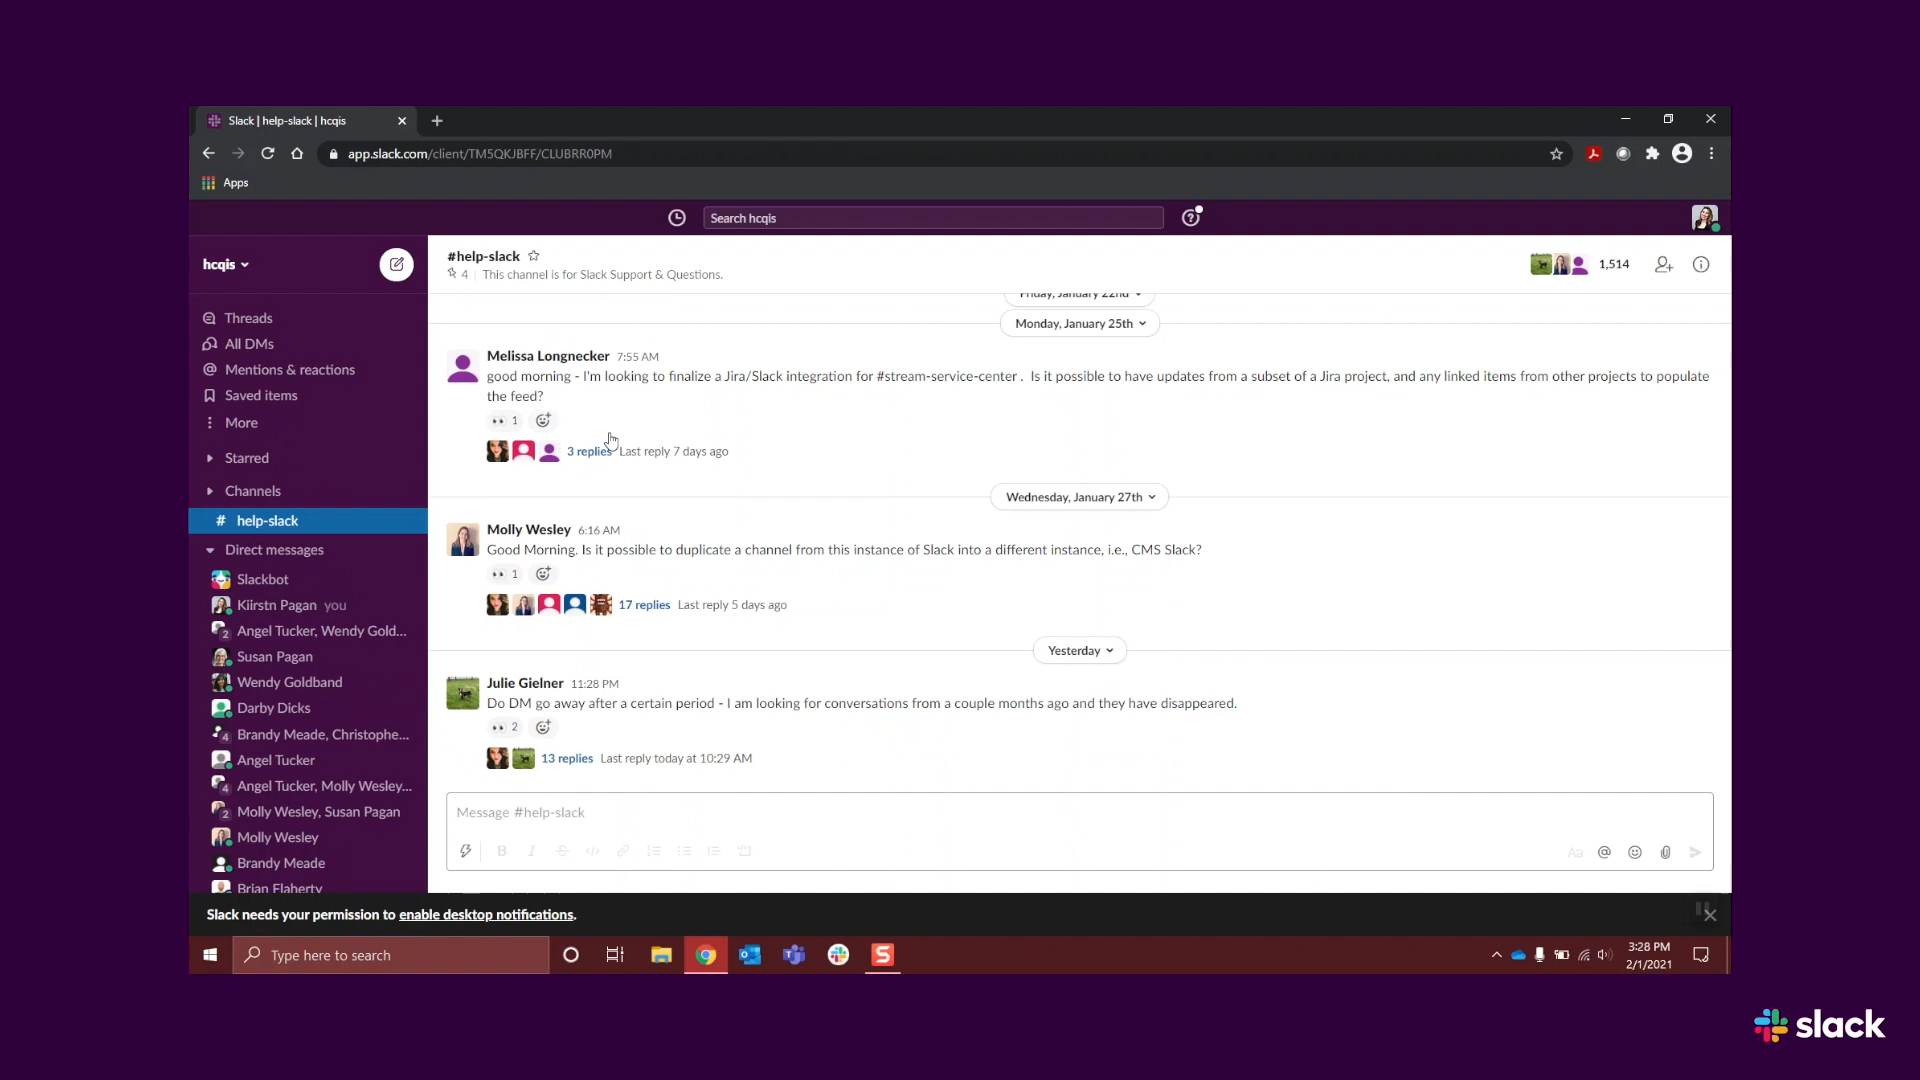 Slack | help-slack | hcqis
app.slack.com/client/TM5QKJBFF/CLUBRR0PM
Apps
Search hcqis
hcqis
#help-slack
4 | This channel is for Slack Support & Questions.
1,514
Threads
All DMs
Mentions & reactions
Saved items
More
Starred
Channels
# help-slack
Direct messages
Slackbot
Kiirstn Pagan you
2 Angel Tucker, Wendy Gold...
Susan Pagan
Wendy Goldband
Darby Dicks
4 Brandy Meade, Christophe...
Angel Tucker
4 Angel Tucker, Molly Wesley...
2 Molly Wesley, Susan Pagan
Molly Wesley
Brandy Meade
Brian Flaherty
Friday, January 22nd
Monday, January 25th
Melissa Longnecker 7:55 AM
good morning - I'm looking to finalize a Jira/Slack integration for #stream-service-center . Is it possible to have updates from a subset of a Jira project, and any linked items from other projects to populate
the feed?
1
3 replies Last reply 7 days ago
Wednesday, January 27th
Molly Wesley 6:16 AM
Good Morning. Is it possible to duplicate a channel from this instance of Slack into a different instance, i.e., CMS Slack?
1
17 replies Last reply 5 days ago
Yesterday
Julie Gielner 11:28 PM
Do DM go away after a certain period - I am looking for conversations from a couple months ago and they have disappeared.
2
13 replies Last reply today at 10:29 AM
Message #help-slack
B I S </> Aa @
Slack needs your permission to enable desktop notifications.
Type here to search
3:28 PM
2/1/2021
slack